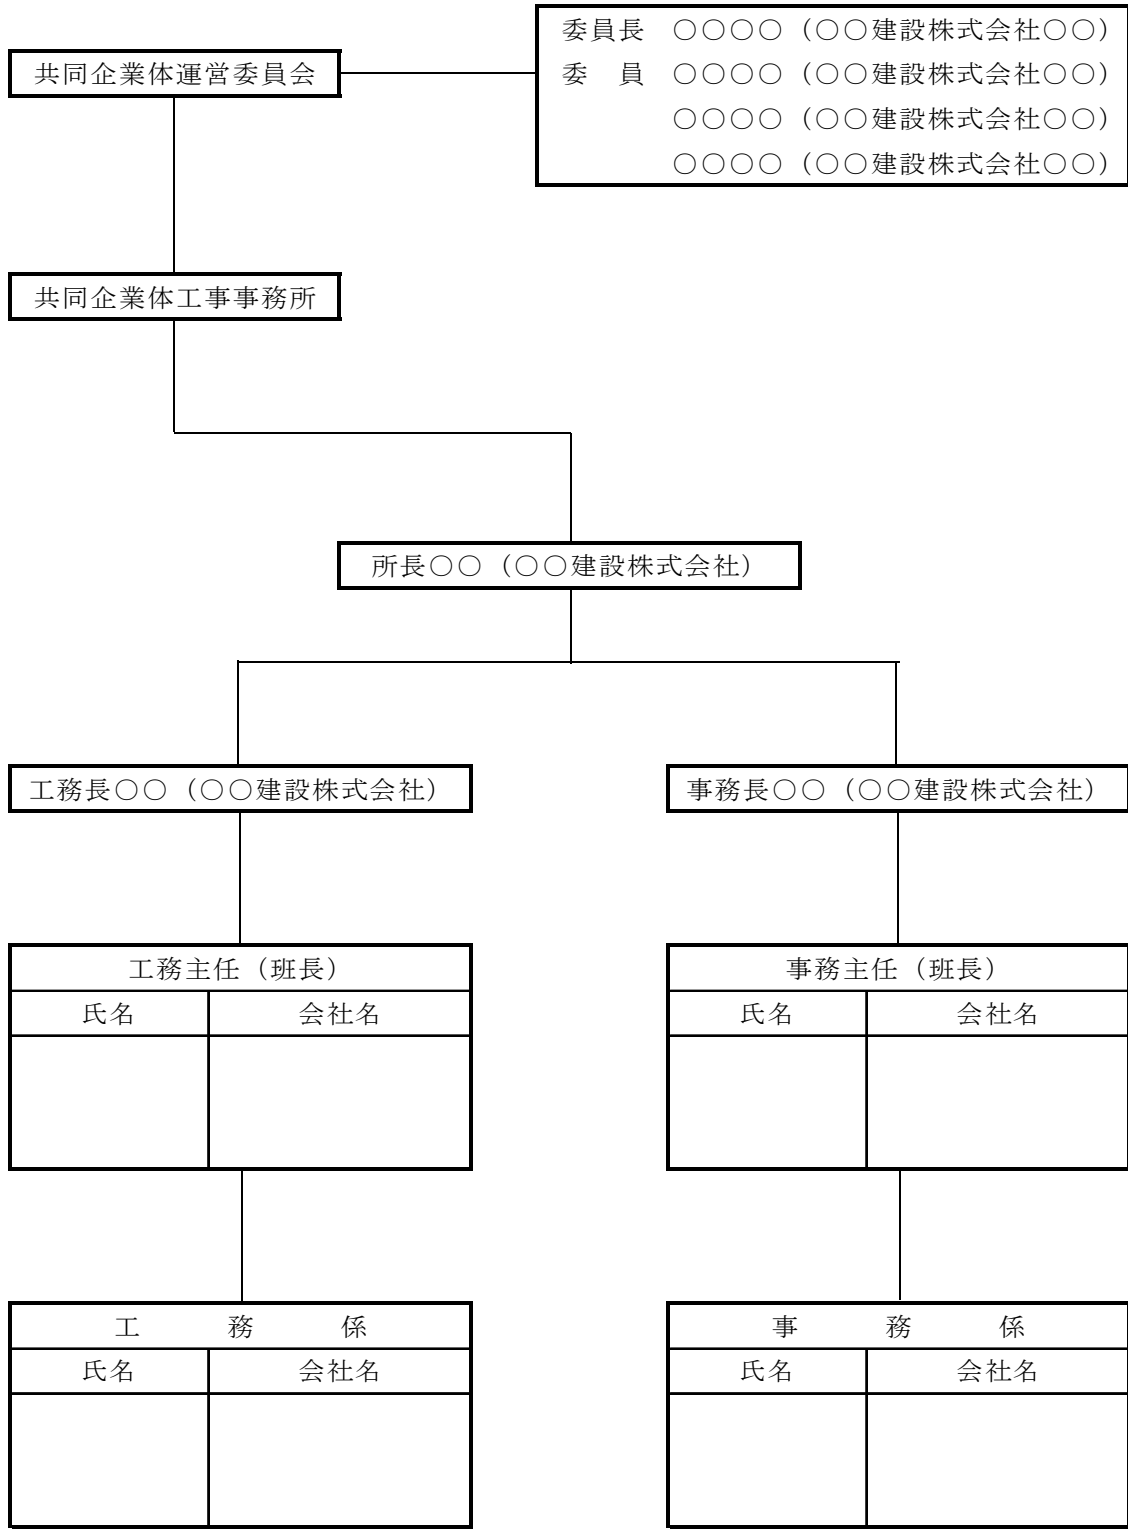 委員長　○○○○（○○建設株式会社○○）
共同企業体運営委員会
委　員　○○○○（○○建設株式会社○○）
○○○○（○○建設株式会社○○）
○○○○（○○建設株式会社○○）
共同企業体工事事務所
所長○○（○○建設株式会社）
工務長○○（○○建設株式会社）
事務長○○（○○建設株式会社）
工務主任（班長）
氏名　会社名
事務主任（班長）
氏名　会社名
工　務　係
氏名　会社名
事　務　係
氏名　会社名